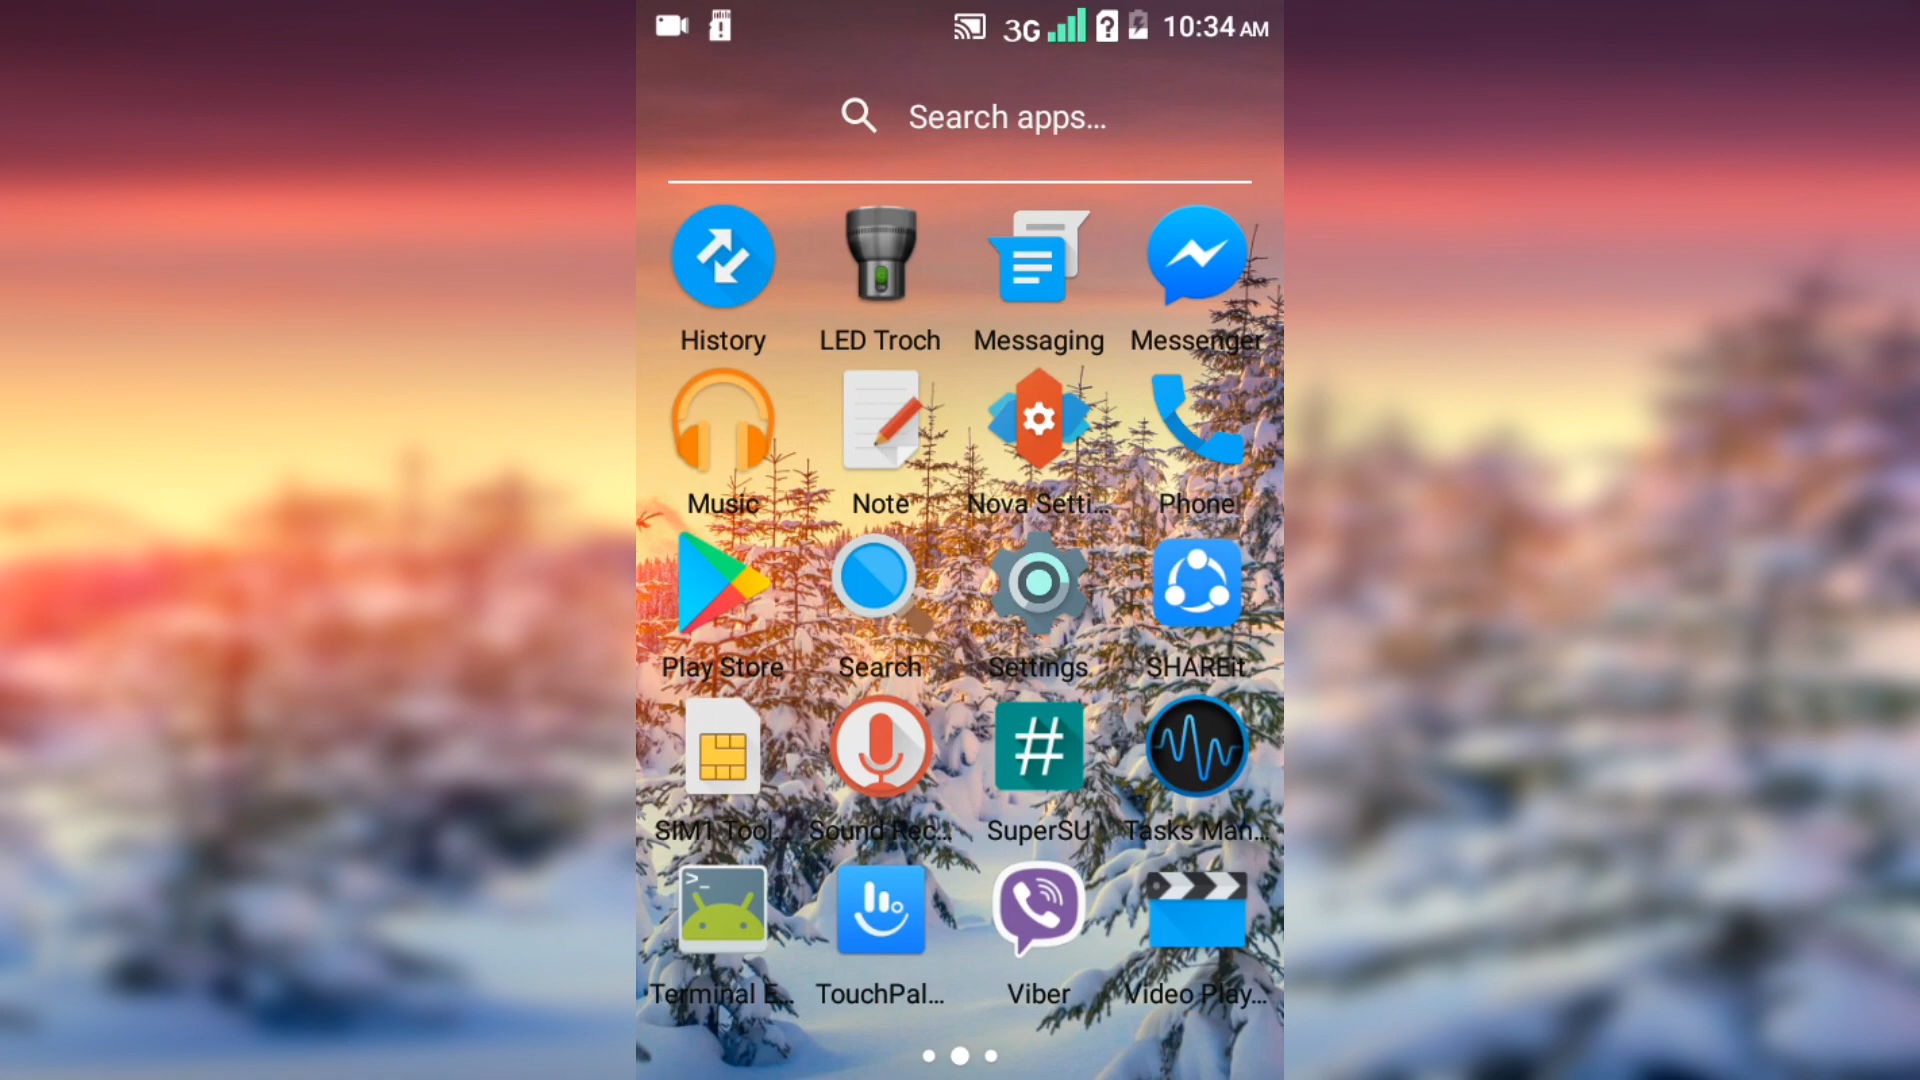 3G 10:34 AM
Search apps...
History LED Troch Messaging Messenger
Music Note Nova Setti... Phone
Play Store Search Settings SHAREit
SIM1 Tool... Sound Rec... SuperSU Tasks Man...
Terminal E... TouchPal... Viber Video Play...